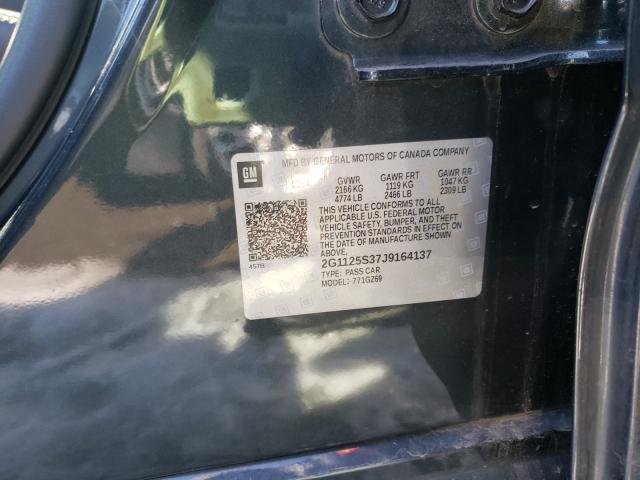 GM
MFD BY GENERAL MOTORS OF CANADA COMPANY
GVWR GAWR FRT GAWR RR
2166 KG 1119 KG 1047 KG
4774 LB 2466 LB 2309 LB
THIS VEHICLE CONFORMS TO ALL
APPLICABLE U.S. FEDERAL MOTOR
VEHICLE SAFETY, BUMPER, AND THEFT
PREVENTION STANDARDS IN EFFECT
ON THE DATE OF MANUFACTURE SHOWN
ABOVE.
457B
2G1125S37J9164137
TYPE: PASS CAR
MODEL: 771GZ69